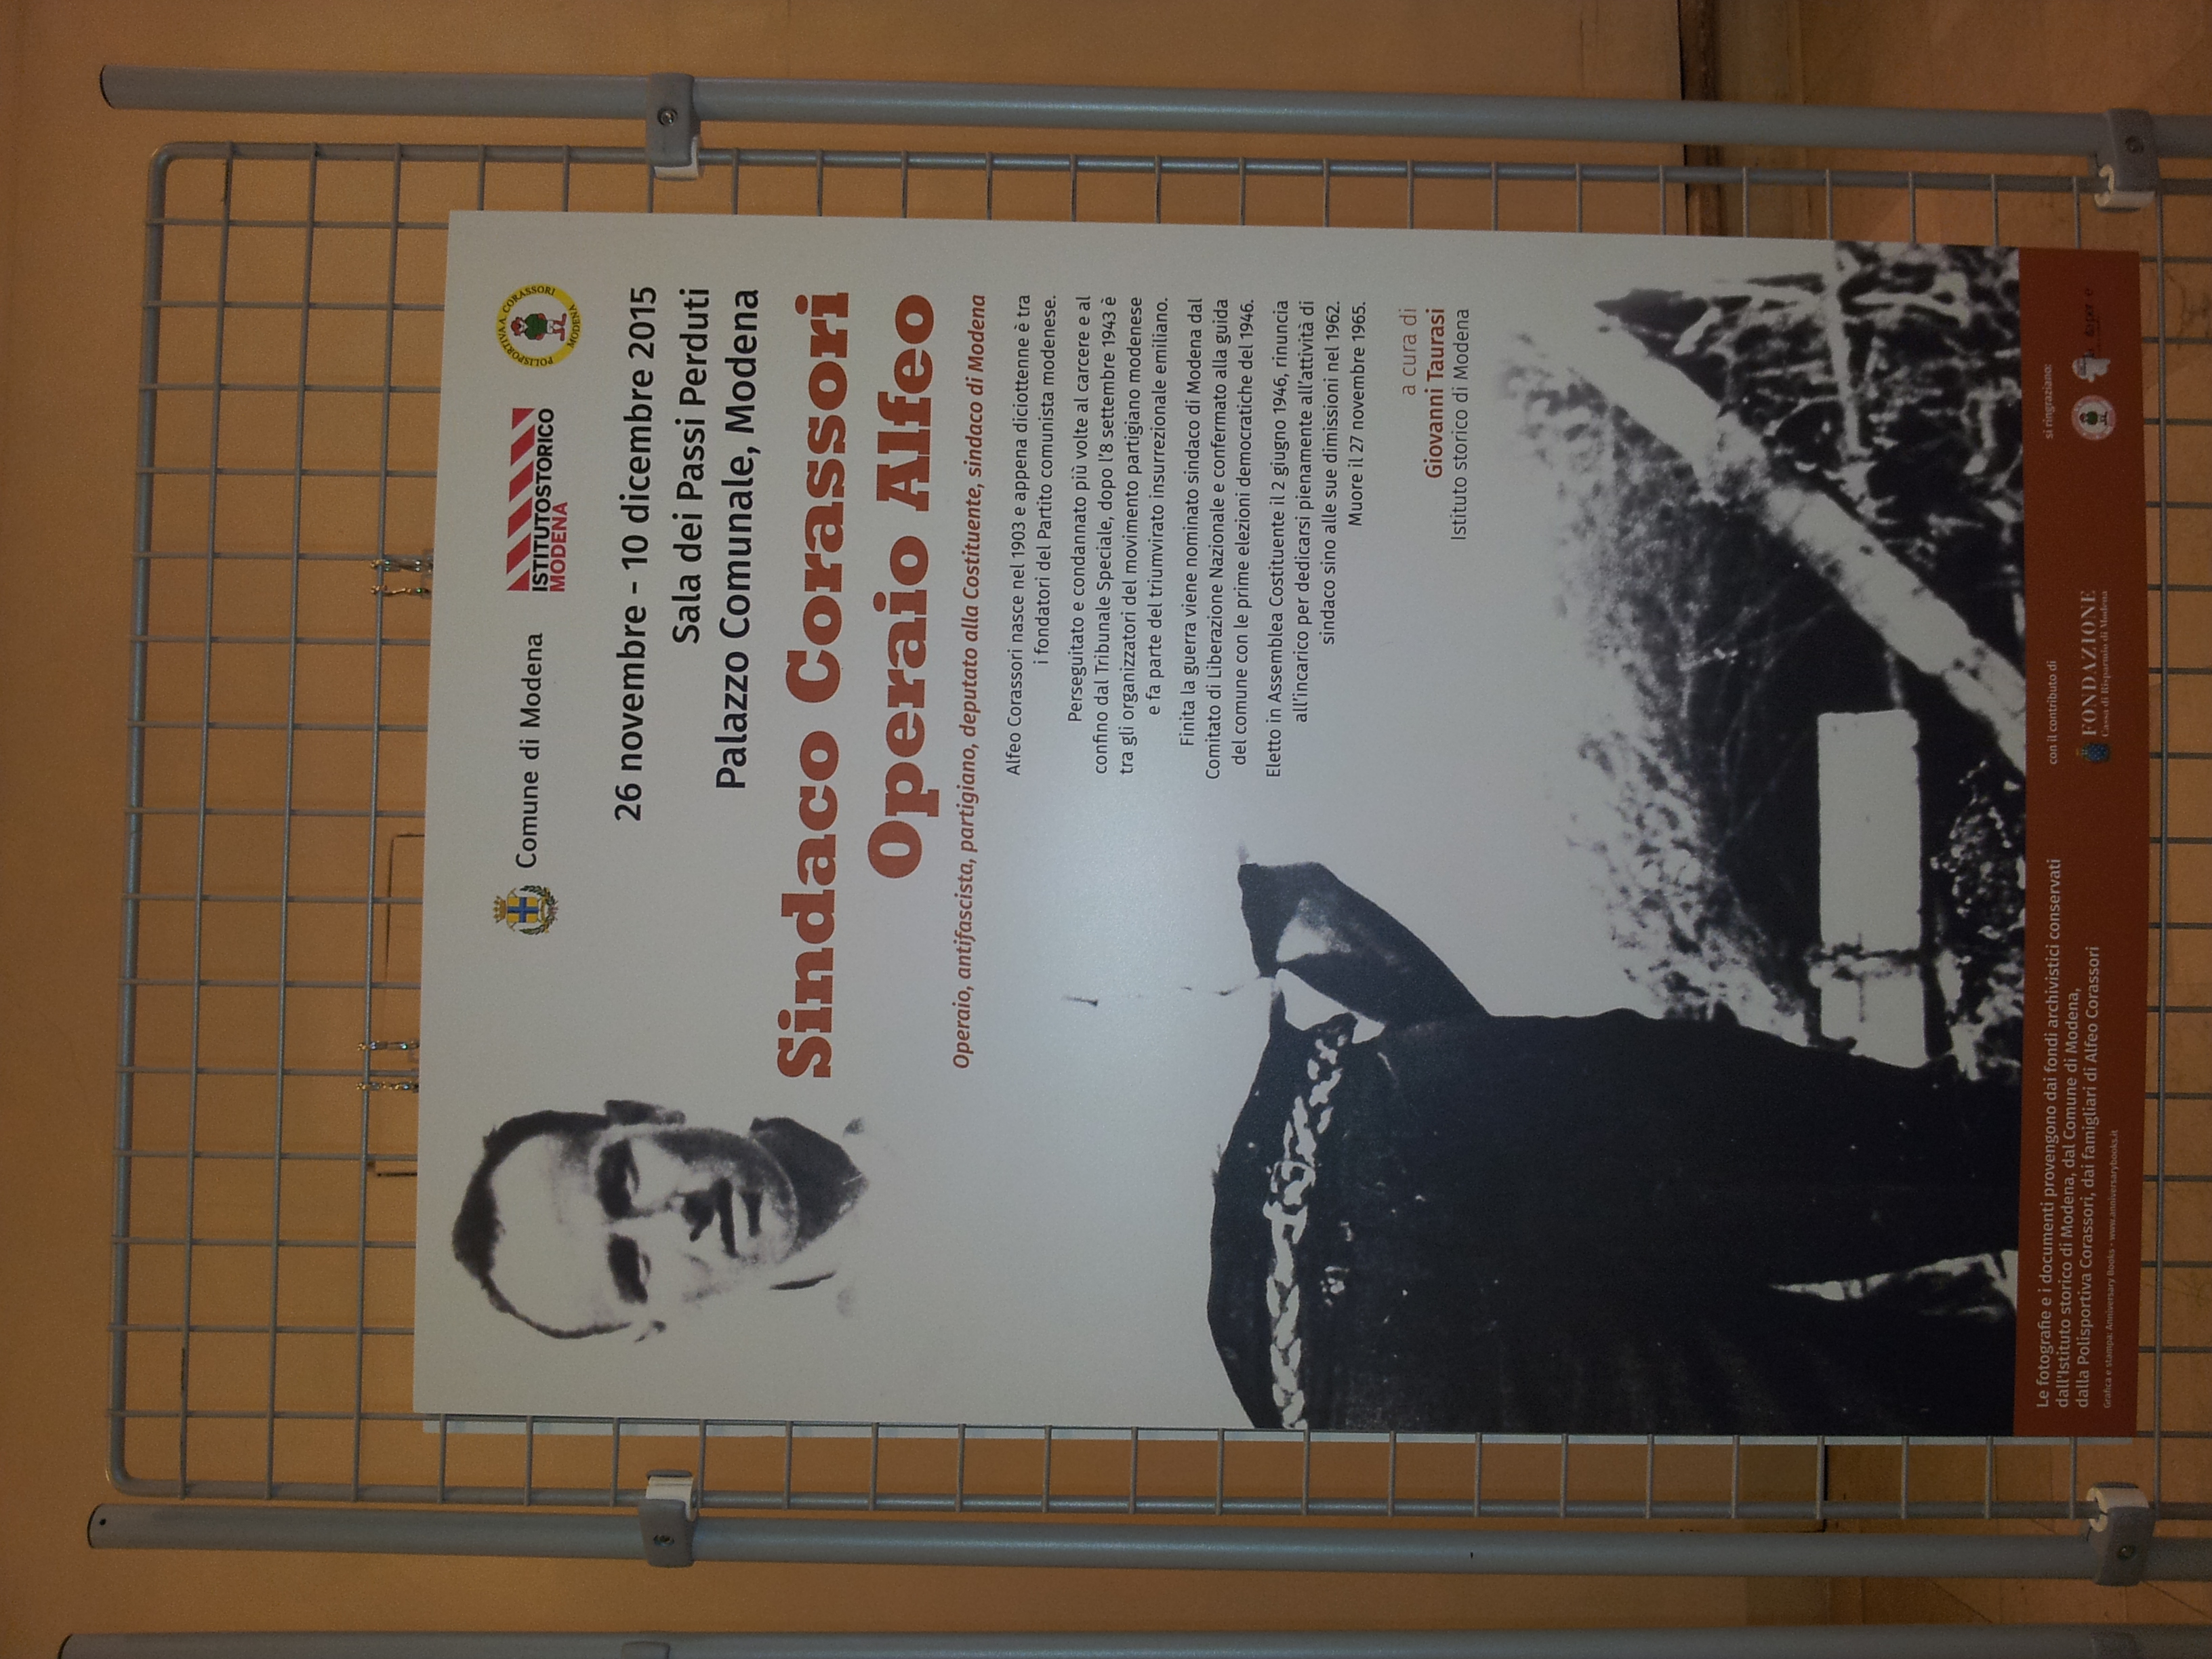 Comune di Modena
ISTITUTOSTORICO
MODENA
POLISPORTIVA A. CORASSORI
MODENA
26 novembre - 10 dicembre 2015
Sala dei Passi Perduti
Palazzo Comunale, Modena
Sindaco Corassori
Operaio Alfeo
Operaio, antifascista, partigiano, deputato alla Costituente, sindaco di Modena
Alfeo Corassori nasce nel 1903 e appena diciottenne è tra
i fondatori del Partito comunista modenese.
Perseguitato e condannato più volte al carcere e al
confino dal Tribunale Speciale, dopo l'8 settembre 1943 è
tra gli organizzatori del movimento partigiano modenese
e fa parte del triumvirato insurrezionale emiliano.
Finita la guerra viene nominato sindaco di Modena dal
Comitato di Liberazione Nazionale e confermato alla guida
del comune con le prime elezioni democratiche del 1946.
Eletto in Assemblea Costituente il 2 giugno 1946, rinuncia
all'incarico per dedicarsi pienamente all'attività di
sindaco sino alle sue dimissioni nel 1962.
Muore il 27 novembre 1965.
a cura di
Giovanni Taurasi
Istituto storico di Modena
Le fotografie e i documenti provengono dai fondi archivistici conservati
dall'Istituto storico di Modena, dal Comune di Modena,
dalla Polisportiva Corassori, dai famigliari di Alfeo Corassori
Grafica e stampa: Anniversary Books - www.anniversarybooks.it
con il contributo di
FONDAZIONE
Cassa di Risparmio di Modena
si ringraziano: